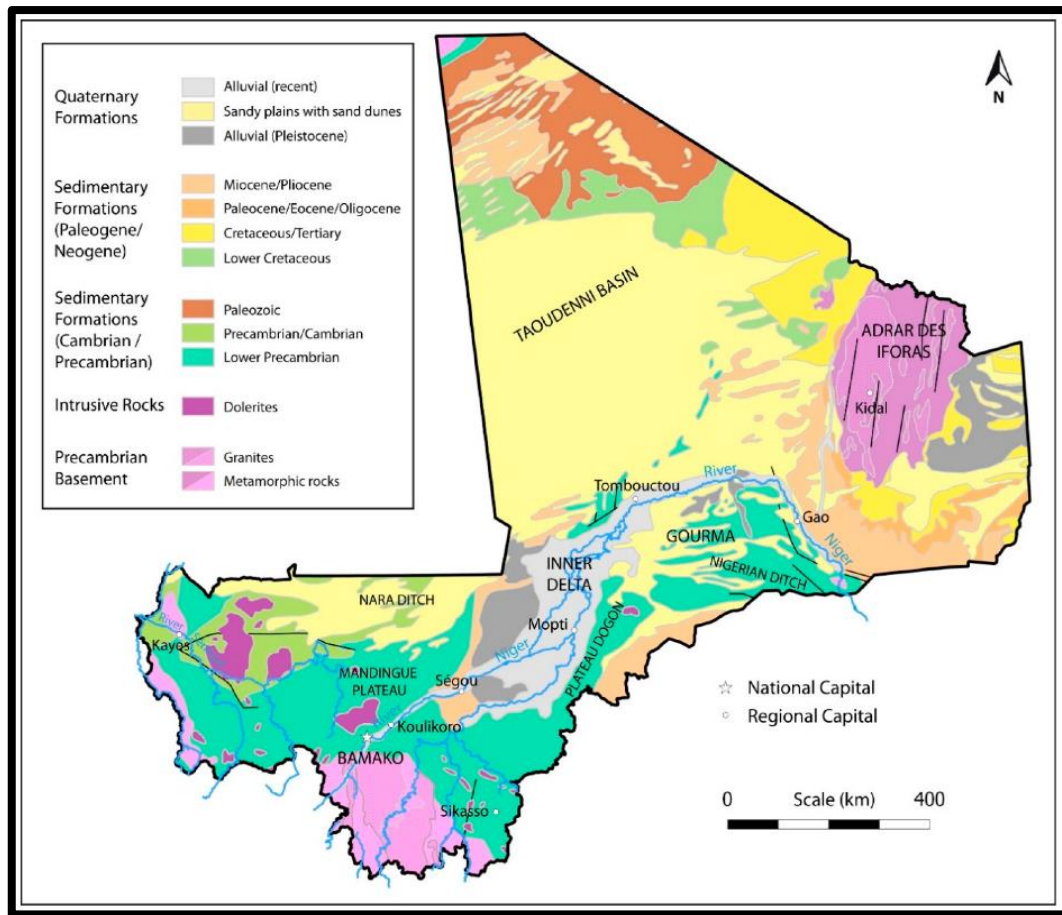 Quaternary
Formations
Alluvial (recent)
Sandy plains with sand dunes
Alluvial (Pleistocene)
Sedimentary
Formations
(Paleogene/
Neogene)
Miocene/Pliocene
Paleocene/Eocene/Oligocene
Cretaceous/Tertiary
Lower Cretaceous
Sedimentary
Formations
(Cambrian /
Precambrian)
Paleozoic
Precambrian/Cambrian
Lower Precambrian
Intrusive Rocks
Dolerites
Precambrian
Basement
Granites
Metamorphic rocks
N
TAOUDENNI BASIN
ADRAR DES
IFORAS
Kidal
Tombouctou
River
Gao
Niger
GOURMA
NIGERIAN DITCH
INNER
DELTA
NARA DITCH
Mopti
PLATEAU DOGON
River
Kayes
Niger
MANDINGUE
PLATEAU
Ségou
River
Koulikoro
BAMAKO
Sikasso
National Capital
Regional Capital
0 Scale (km) 400